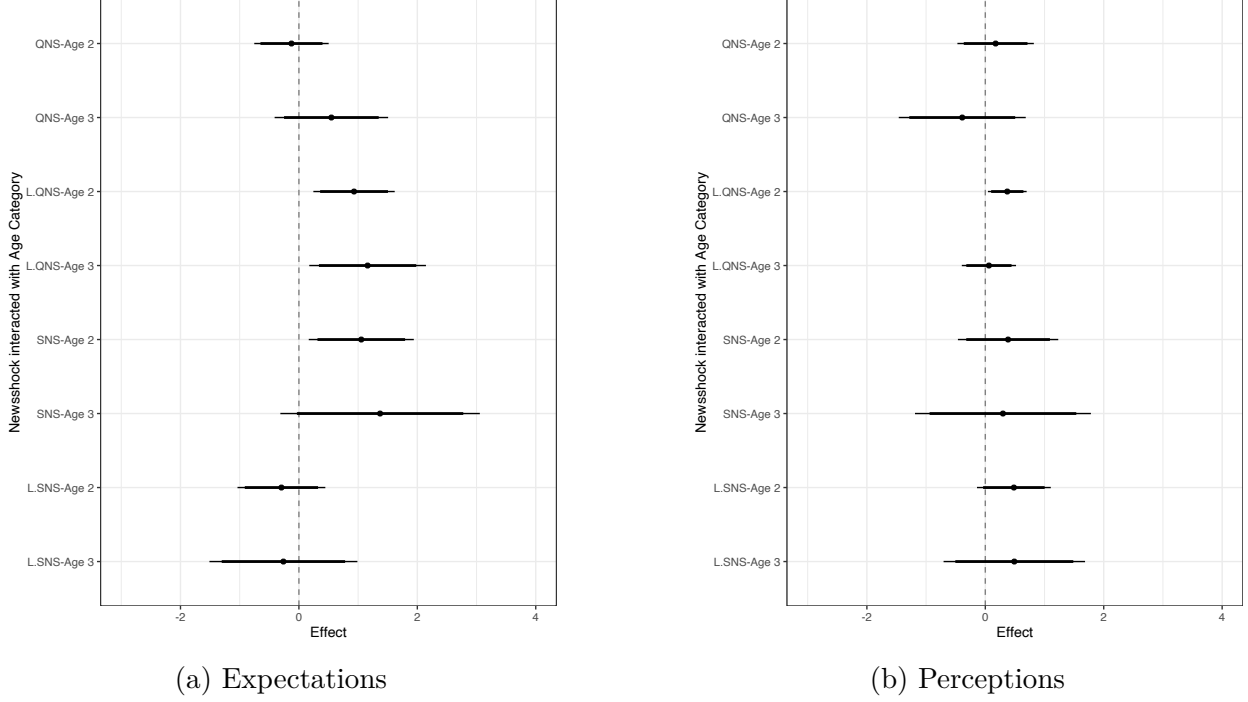 Newsshock interacted with Age Category
QNS-Age 2
QNS-Age 3
L.QNS-Age 2
L.QNS-Age 3
SNS-Age 2
SNS-Age 3
L.SNS-Age 2
L.SNS-Age 3
-2 0 2 4
Effect
(a) Expectations
Newsshock interacted with Age Category
QNS-Age 2
QNS-Age 3
L.QNS-Age 2
L.QNS-Age 3
SNS-Age 2
SNS-Age 3
L.SNS-Age 2
L.SNS-Age 3
-2 0 2 4
Effect
(b) Perceptions